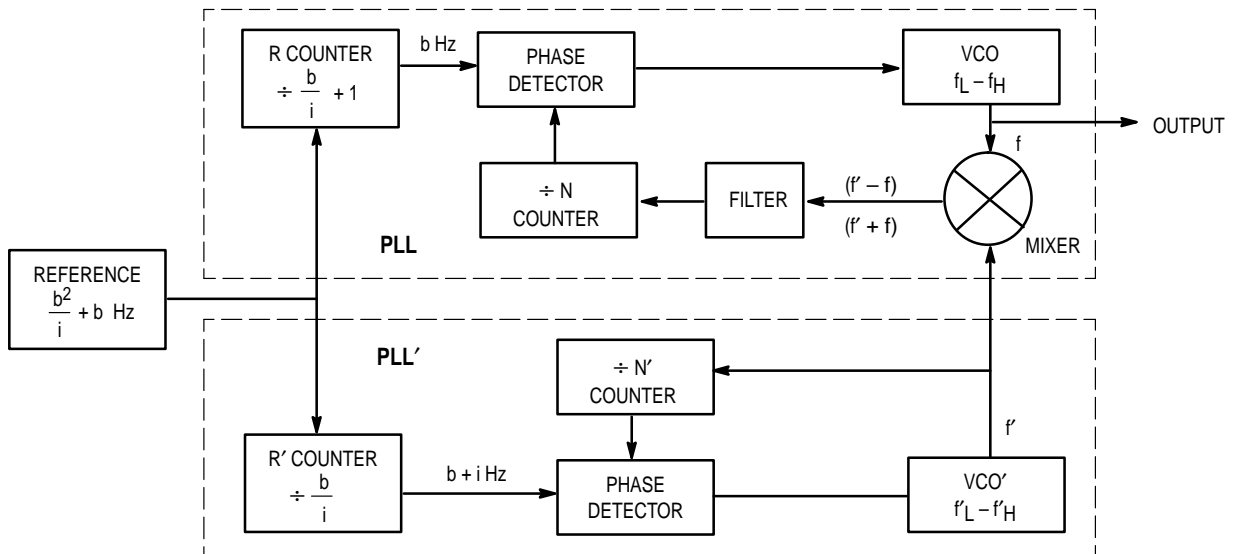 R COUNTER
÷ b/i + 1
b Hz
PHASE
DETECTOR
VCO
fL – fH
OUTPUT
f
÷ N
COUNTER
FILTER
(f′ – f)
(f′ + f)
MIXER
PLL
REFERENCE
b²/i + b Hz
PLL′
÷ N′
COUNTER
f′
R′ COUNTER
÷ b/i
b + i Hz
PHASE
DETECTOR
VCO′
f′L – f′H